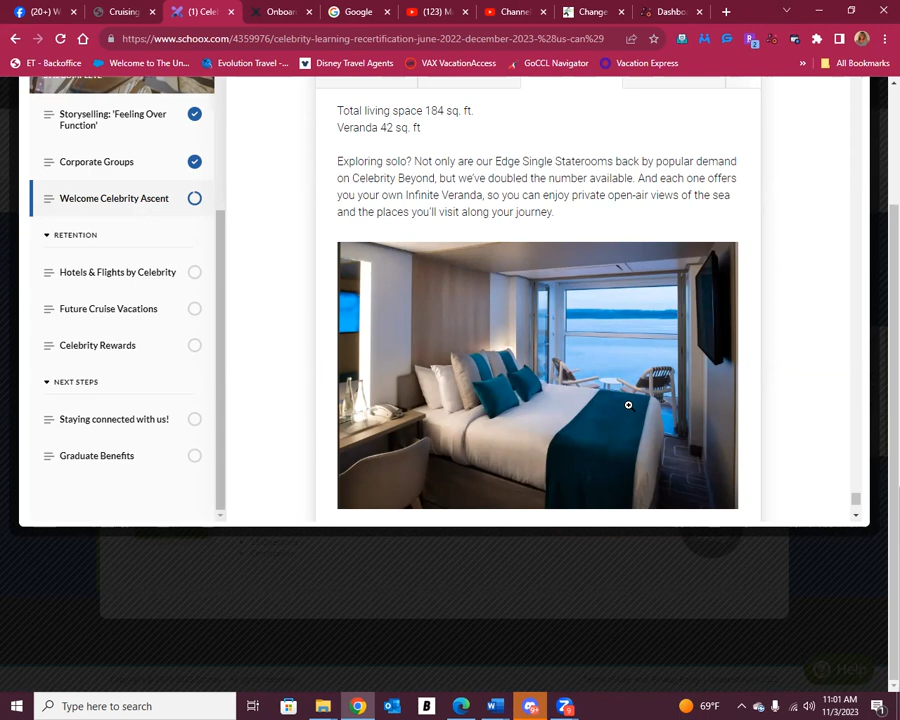 (20+) W
Cruising
(1) Cele
Onboar
Google
(123) M
Channel
Change
Dashbo
https://www.schoox.com/4359976/celebrity-learning-recertification-june-2022-december-2023-%28us-can%29
ET - Backoffice
Welcome to The Un...
Evolution Travel -...
Disney Travel Agents
VAX VacationAccess
GoCCL Navigator
Vacation Express
All Bookmarks
Storyselling: 'Feeling Over
Function'
Corporate Groups
Welcome Celebrity Ascent
RETENTION
Hotels & Flights by Celebrity
Future Cruise Vacations
Celebrity Rewards
NEXT STEPS
Staying connected with us!
Graduate Benefits
Total living space 184 sq. ft.
Veranda 42 sq. ft
Exploring solo? Not only are our Edge Single Staterooms back by popular demand
on Celebrity Beyond, but we've doubled the number available. And each one offers
you your own Infinite Veranda, so you can enjoy private open-air views of the sea
and the places you'll visit along your journey.
Help
Type here to search
69°F
11:01 AM
11/3/2023